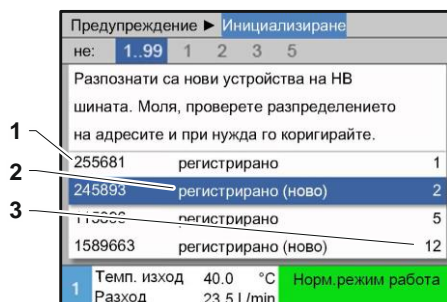 Предупреждение ► Инициализиране
не: 1..99 1 2 3 5
Разпознати са нови устройства на HB
шината. Моля, проверете разпределението
на адресите и при нужда го коригирайте.
1
255681 регистрирано 1
2
245893 регистрирано (ново) 2
3
регистрирано 5
1589663 регистрирано (ново) 12
1 Темп. изход 40.0 °C Норм.режим работа
Разход 23.5 L/min